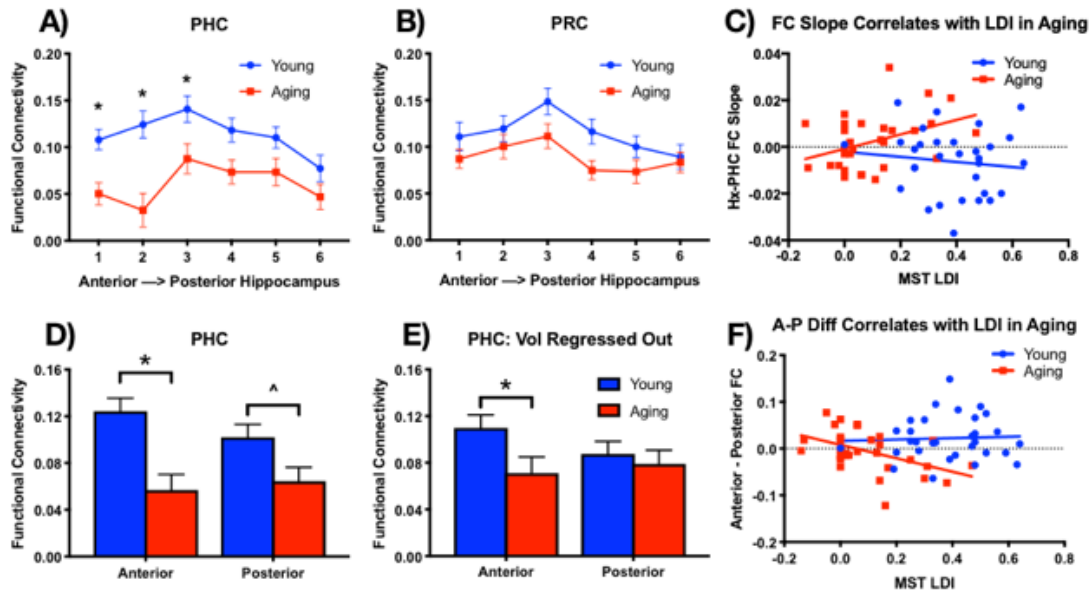 A)
PHC
Functional Connectivity
0.20
0.15
0.10
0.05
0.00
Young
Aging
* * *
1 2 3 4 5 6
Anterior —> Posterior Hippocampus
B)
PRC
Functional Connectivity
0.20
0.15
0.10
0.05
0.00
Young
Aging
1 2 3 4 5 6
Anterior —> Posterior Hippocampus
C)
FC Slope Correlates with LDI in Aging
Hx-PHC FC Slope
0.04
0.02
0.00
-0.02
-0.04
Young
Aging
-0.2 0.0 0.2 0.4 0.6 0.8
MST LDI
D)
PHC
Functional Connectivity
0.16
0.12
0.08
0.04
0.00
* ^
Anterior Posterior
E)
PHC: Vol Regressed Out
Functional Connectivity
0.16
0.12
0.08
0.04
0.00
*
Young
Aging
Anterior Posterior
F)
A-P Diff Correlates with LDI in Aging
Anterior - Posterior FC
0.2
0.1
0.0
-0.1
-0.2
Young
Aging
-0.2 0.0 0.2 0.4 0.6 0.8
MST LDI